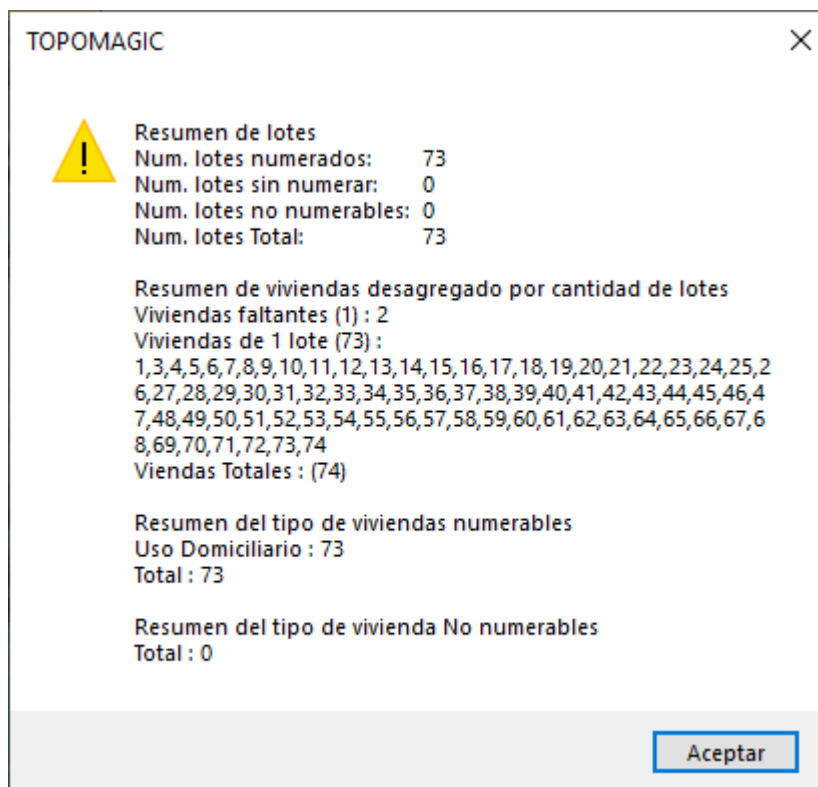 TOPOMAGIC
Resumen de lotes
Num. lotes numerados: 73
Num. lotes sin numerar: 0
Num. lotes no numerables: 0
Num. lotes Total: 73
Resumen de viviendas desagregado por cantidad de lotes
Viviendas faltantes (1) : 2
Viviendas de 1 lote (73) :
1,3,4,5,6,7,8,9,10,11,12,13,14,15,16,17,18,19,20,21,22,23,24,25,2
6,27,28,29,30,31,32,33,34,35,36,37,38,39,40,41,42,43,44,45,46,4
7,48,49,50,51,52,53,54,55,56,57,58,59,60,61,62,63,64,65,66,67,6
8,69,70,71,72,73,74
Viendas Totales : (74)
Resumen del tipo de viviendas numerables
Uso Domiciliario : 73
Total : 73
Resumen del tipo de vivienda No numerables
Total : 0
Aceptar